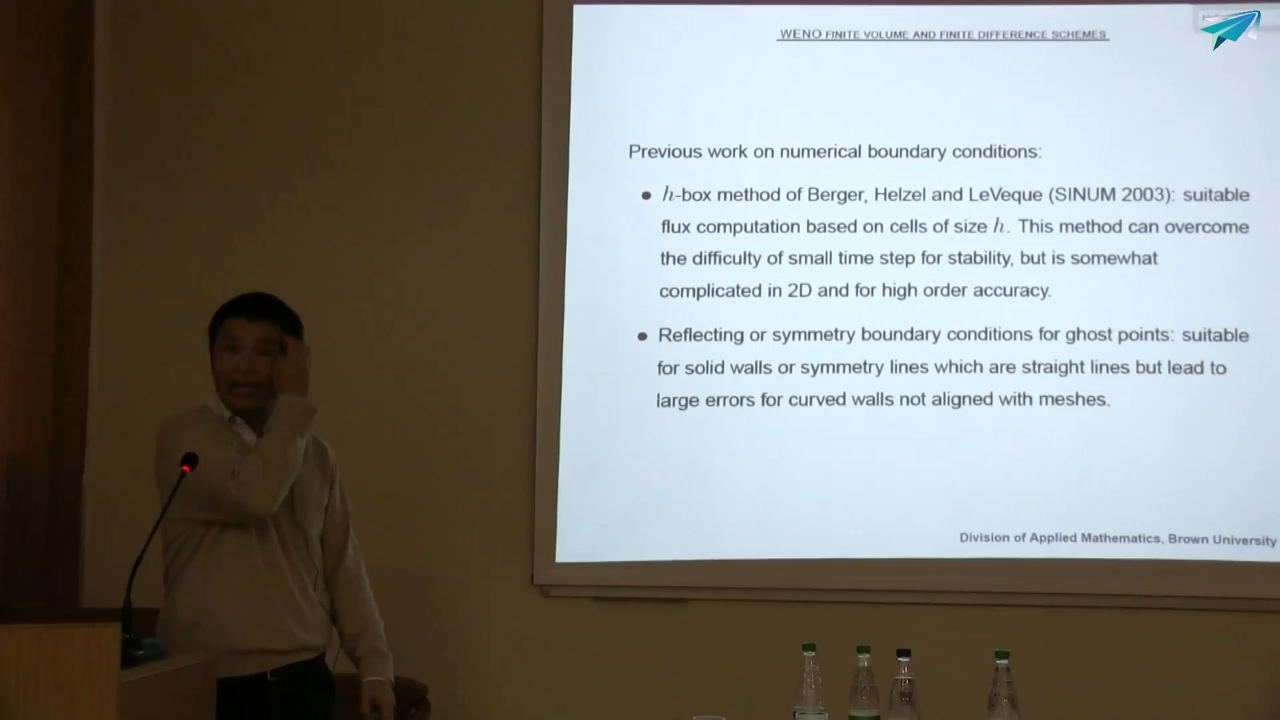 WENO FINITE VOLUME AND FINITE DIFFERENCE SCHEMES
Previous work on numerical boundary conditions:
• h-box method of Berger, Helzel and LeVeque (SINUM 2003): suitable
flux computation based on cells of size h. This method can overcome
the difficulty of small time step for stability, but is somewhat
complicated in 2D and for high order accuracy.
• Reflecting or symmetry boundary conditions for ghost points: suitable
for solid walls or symmetry lines which are straight lines but lead to
large errors for curved walls not aligned with meshes.
Division of Applied Mathematics, Brown University